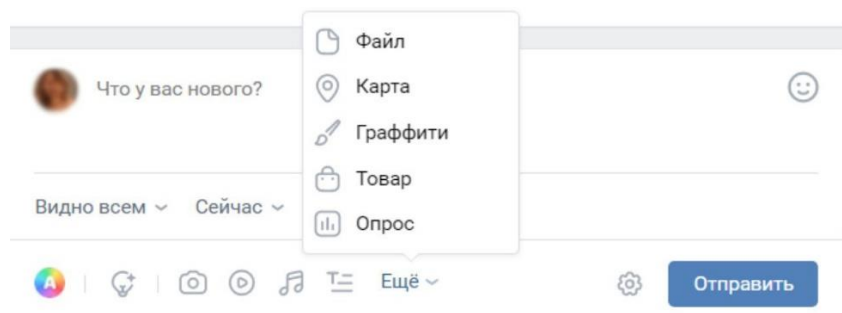 Файл
Что у вас нового?
Карта
Граффити
Товар
Видно всем Сейчас
Опрос
A
Ещё
Отправить